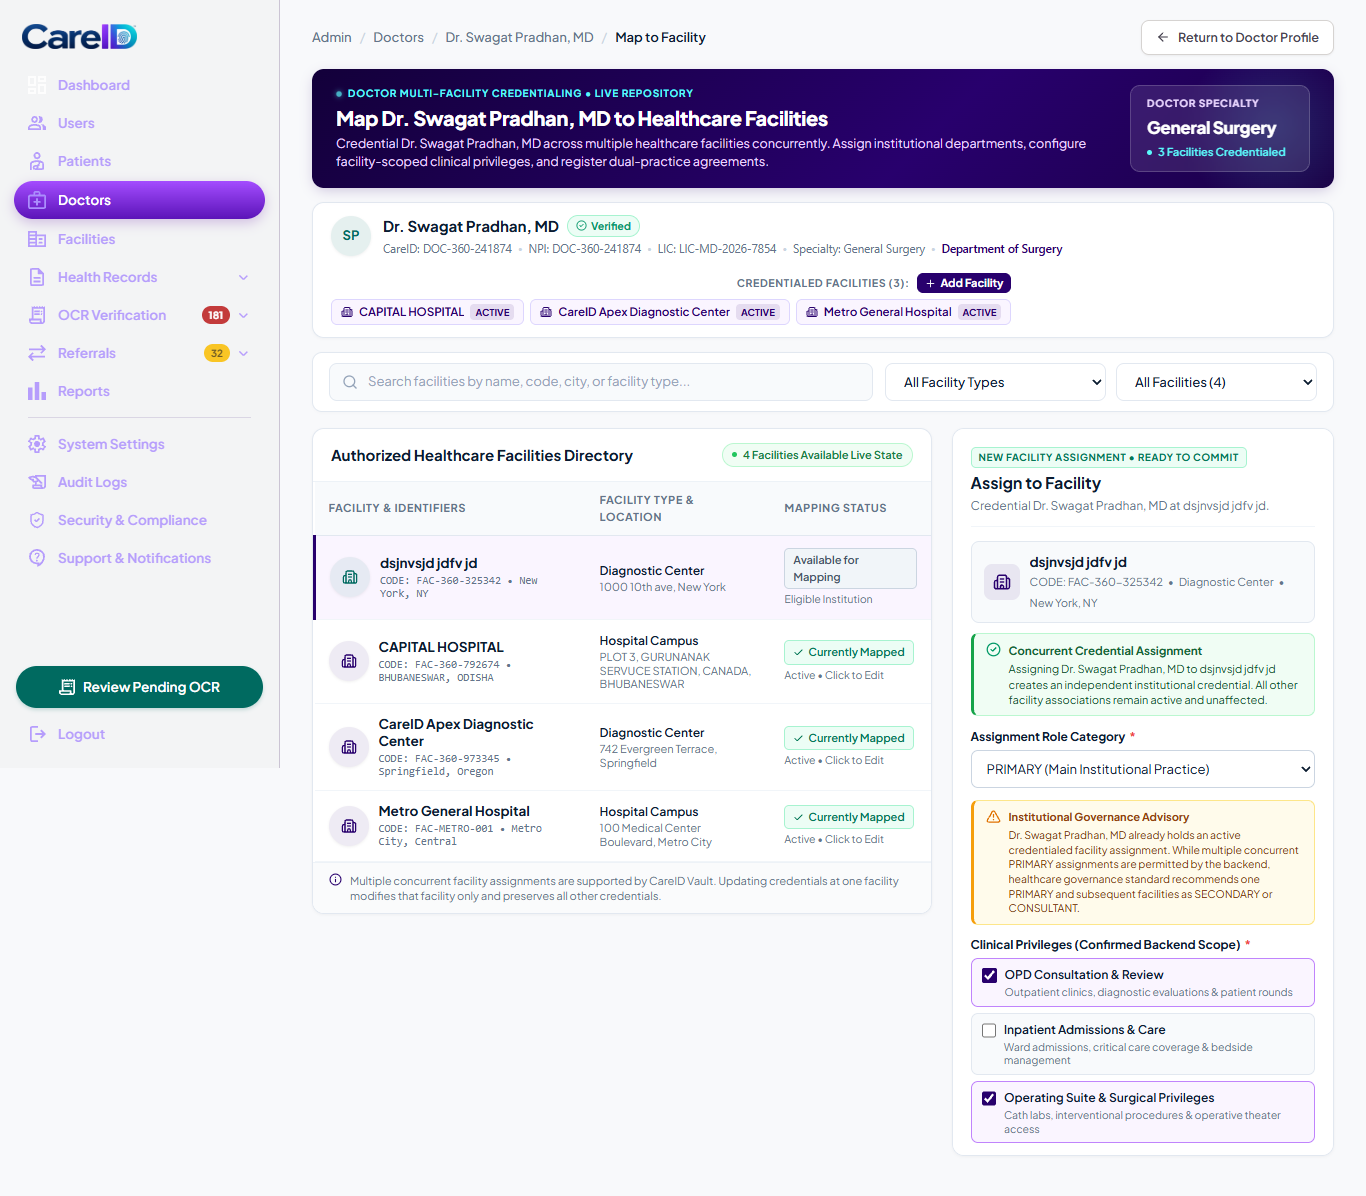 CareID
Dashboard
Users
Patients
Doctors
Facilities
Health Records
OCR Verification 181
Referrals 32
Reports
System Settings
Audit Logs
Security & Compliance
Support & Notifications
Review Pending OCR
Logout
Admin / Doctors / Dr. Swagat Pradhan, MD / Map to Facility
Return to Doctor Profile
DOCTOR MULTI-FACILITY CREDENTIALING • LIVE REPOSITORY
Map Dr. Swagat Pradhan, MD to Healthcare Facilities
Credential Dr. Swagat Pradhan, MD across multiple healthcare facilities concurrently. Assign institutional departments, configure
facility-scoped clinical privileges, and register dual-practice agreements.
DOCTOR SPECIALTY
General Surgery
• 3 Facilities Credentialed
SP
Dr. Swagat Pradhan, MD Verified
CareID: DOC-360-241874 • NPI: DOC-360-241874 • LIC: LIC-MD-2026-7854 • Specialty: General Surgery • Department of Surgery
CREDENTIALED FACILITIES (3): + Add Facility
CAPITAL HOSPITAL ACTIVE
CareID Apex Diagnostic Center ACTIVE
Metro General Hospital ACTIVE
Search facilities by name, code, city, or facility type...
All Facility Types
All Facilities (4)
Authorized Healthcare Facilities Directory
• 4 Facilities Available Live State
FACILITY & IDENTIFIERS
FACILITY TYPE &
LOCATION
MAPPING STATUS
dsjnvsjd jdfv jd
CODE: FAC-360-325342 • New
York, NY
Diagnostic Center
1000 10th ave, New York
Available for
Mapping
Eligible Institution
CAPITAL HOSPITAL
CODE: FAC-360-792674 •
BHUBANESWAR, ODISHA
Hospital Campus
PLOT 3, GURUNANAK
SERVUCE STATION, CANADA,
BHUBANESWAR
Currently Mapped
Active • Click to Edit
CareID Apex Diagnostic
Center
CODE: FAC-360-973345 •
Springfield, Oregon
Diagnostic Center
742 Evergreen Terrace,
Springfield
Currently Mapped
Active • Click to Edit
Metro General Hospital
CODE: FAC-METRO-001 • Metro
City, Central
Hospital Campus
100 Medical Center
Boulevard, Metro City
Currently Mapped
Active • Click to Edit
Multiple concurrent facility assignments are supported by CareID Vault. Updating credentials at one facility
modifies that facility only and preserves all other credentials.
NEW FACILITY ASSIGNMENT • READY TO COMMIT
Assign to Facility
Credential Dr. Swagat Pradhan, MD at dsjnvsjd jdfv jd.
dsjnvsjd jdfv jd
CODE: FAC-360-325342 • Diagnostic Center •
New York, NY
Concurrent Credential Assignment
Assigning Dr. Swagat Pradhan, MD to dsjnvsjd jdfv jd
creates an independent institutional credential. All other
facility associations remain active and unaffected.
Assignment Role Category *
PRIMARY (Main Institutional Practice)
Institutional Governance Advisory
Dr. Swagat Pradhan, MD already holds an active
credentialed facility assignment. While multiple concurrent
PRIMARY assignments are permitted by the backend,
healthcare governance standard recommends one
PRIMARY and subsequent facilities as SECONDARY or
CONSULTANT.
Clinical Privileges (Confirmed Backend Scope) *
OPD Consultation & Review
Outpatient clinics, diagnostic evaluations & patient rounds
Inpatient Admissions & Care
Ward admissions, critical care coverage & bedside
management
Operating Suite & Surgical Privileges
Cath labs, interventional procedures & operative theater
access